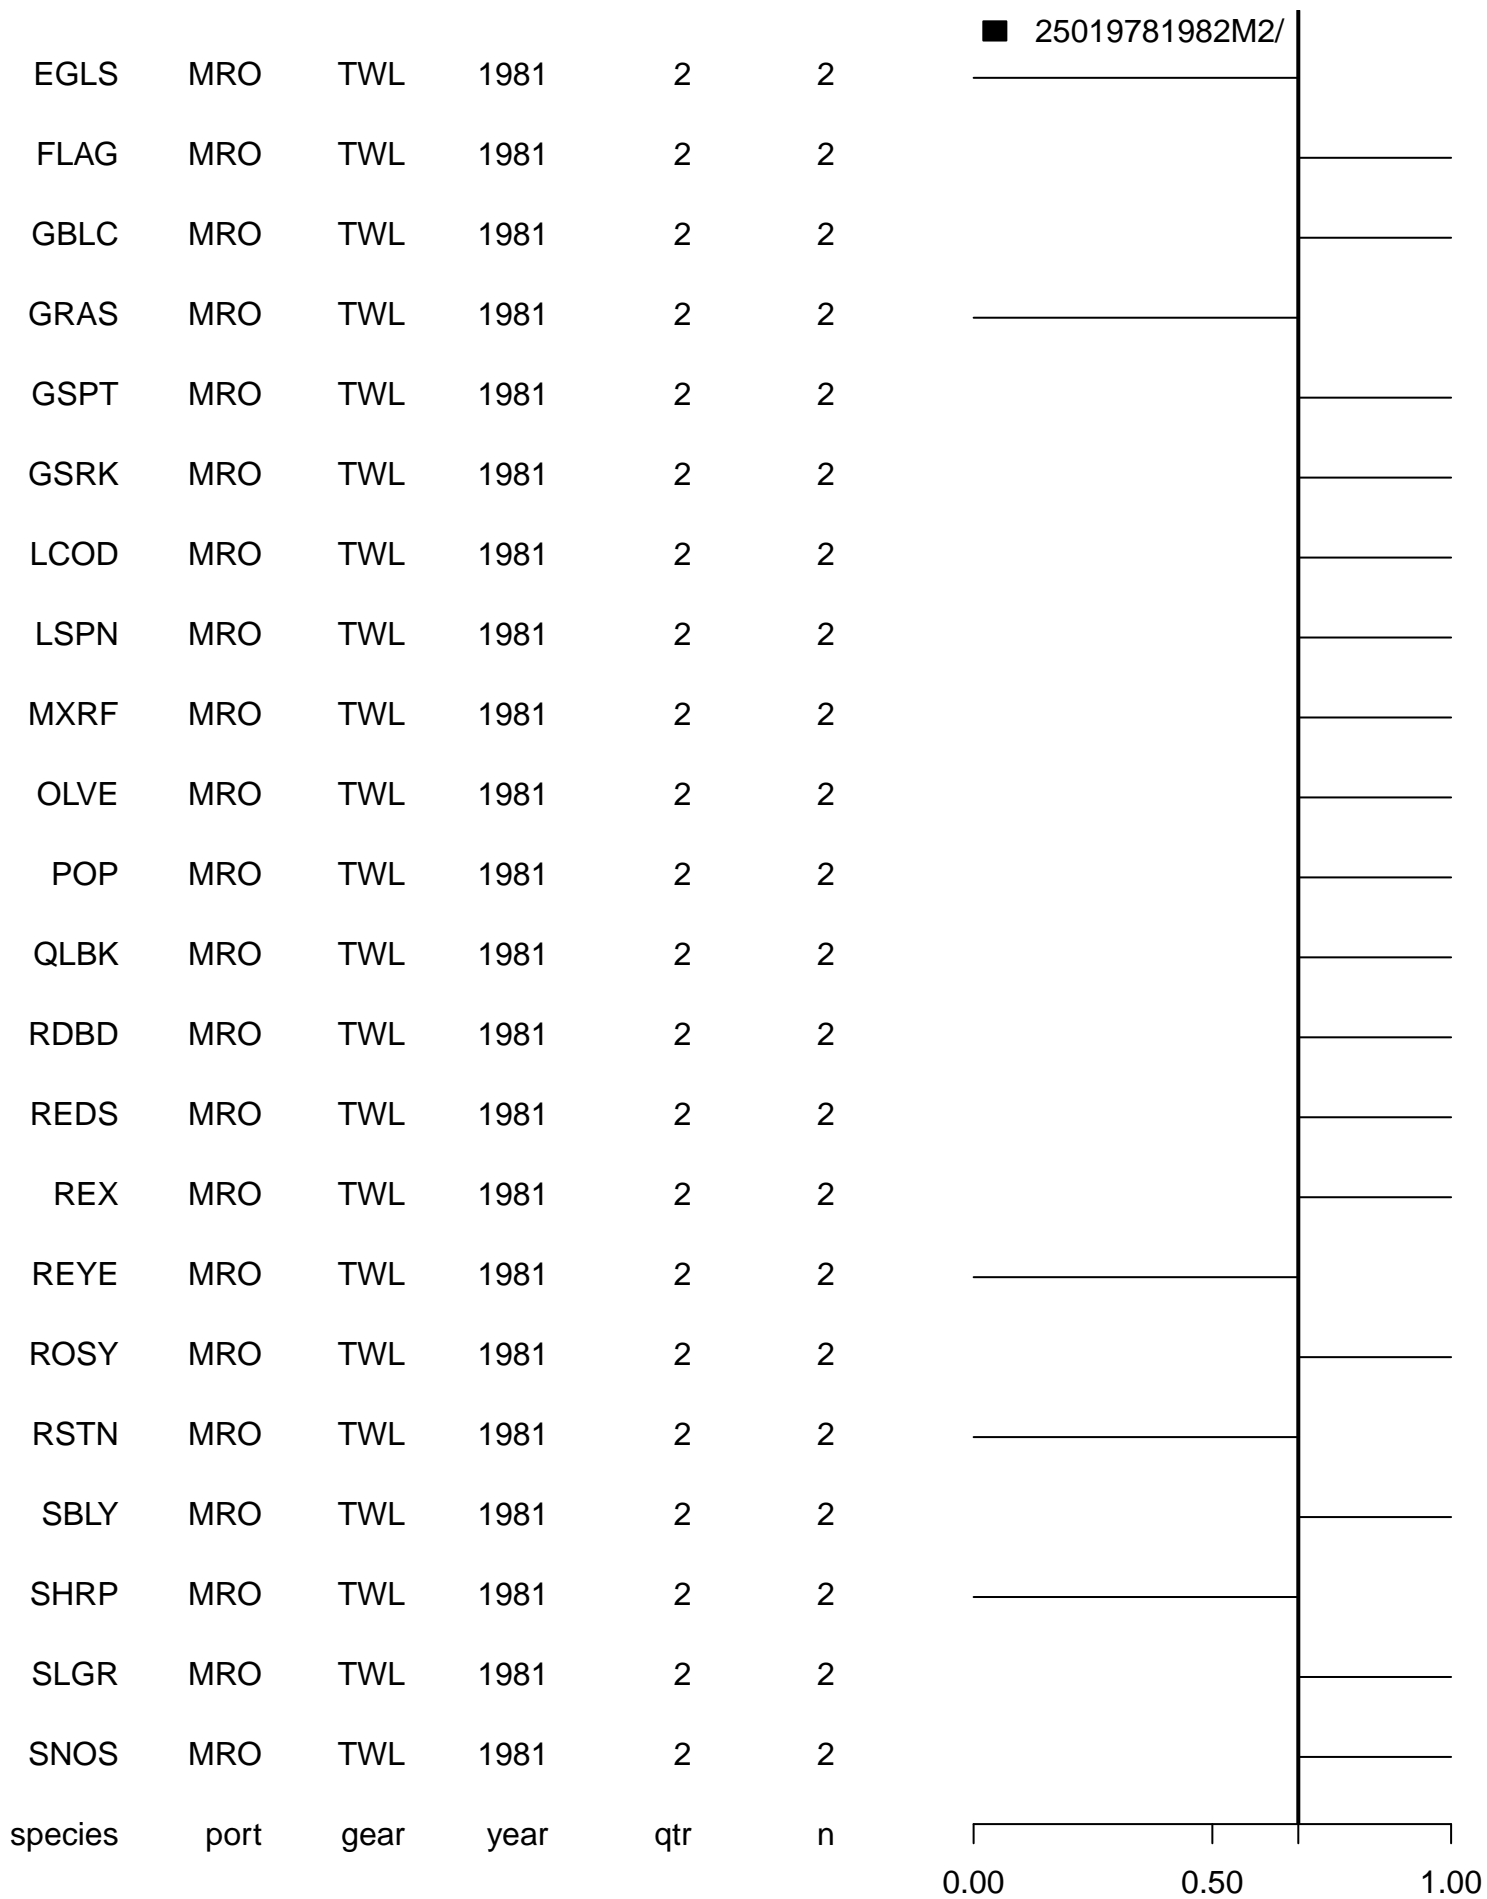 25019781982M2/
EGLS MRO TWL 1981 2 2
FLAG MRO TWL 1981 2 2
GBLC MRO TWL 1981 2 2
GRAS MRO TWL 1981 2 2
GSPT MRO TWL 1981 2 2
GSRK MRO TWL 1981 2 2
LCOD MRO TWL 1981 2 2
LSPN MRO TWL 1981 2 2
MXRF MRO TWL 1981 2 2
OLVE MRO TWL 1981 2 2
POP MRO TWL 1981 2 2
QLBK MRO TWL 1981 2 2
RDBD MRO TWL 1981 2 2
REDS MRO TWL 1981 2 2
REX MRO TWL 1981 2 2
REYE MRO TWL 1981 2 2
ROSY MRO TWL 1981 2 2
RSTN MRO TWL 1981 2 2
SBLY MRO TWL 1981 2 2
SHRP MRO TWL 1981 2 2
SLGR MRO TWL 1981 2 2
SNOS MRO TWL 1981 2 2
species port gear year qtr n
0.00 0.50 1.00